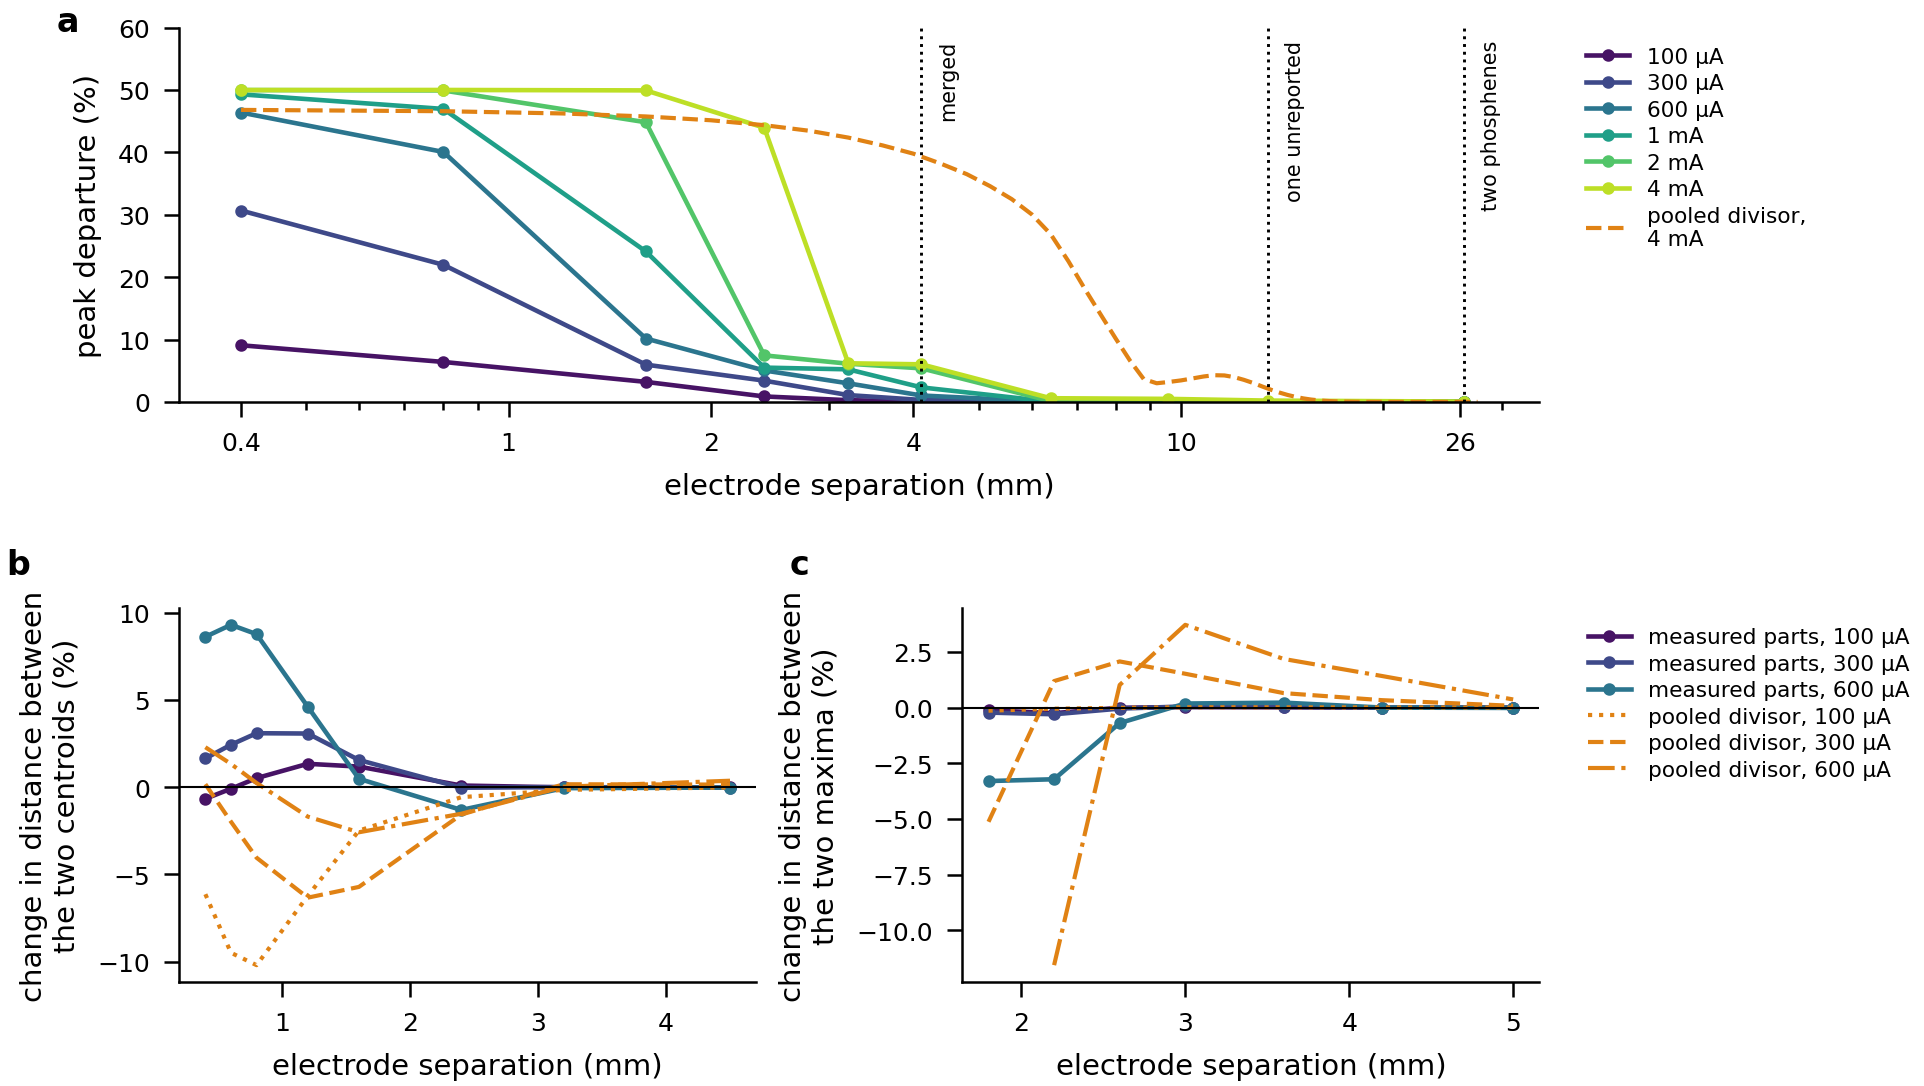 a
peak departure (%)
60
50
40
30
20
10
0
0.4
1
2
4
10
26
electrode separation (mm)
merged
one unreported
two phosphenes
100 µA
300 µA
600 µA
1 mA
2 mA
4 mA
pooled divisor,
4 mA
b
change in distance between
the two centroids (%)
10
5
0
−5
−10
1
2
3
4
electrode separation (mm)
c
change in distance between
the two maxima (%)
2.5
0.0
−2.5
−5.0
−7.5
−10.0
2
3
4
5
electrode separation (mm)
measured parts, 100 µA
measured parts, 300 µA
measured parts, 600 µA
pooled divisor, 100 µA
pooled divisor, 300 µA
pooled divisor, 600 µA